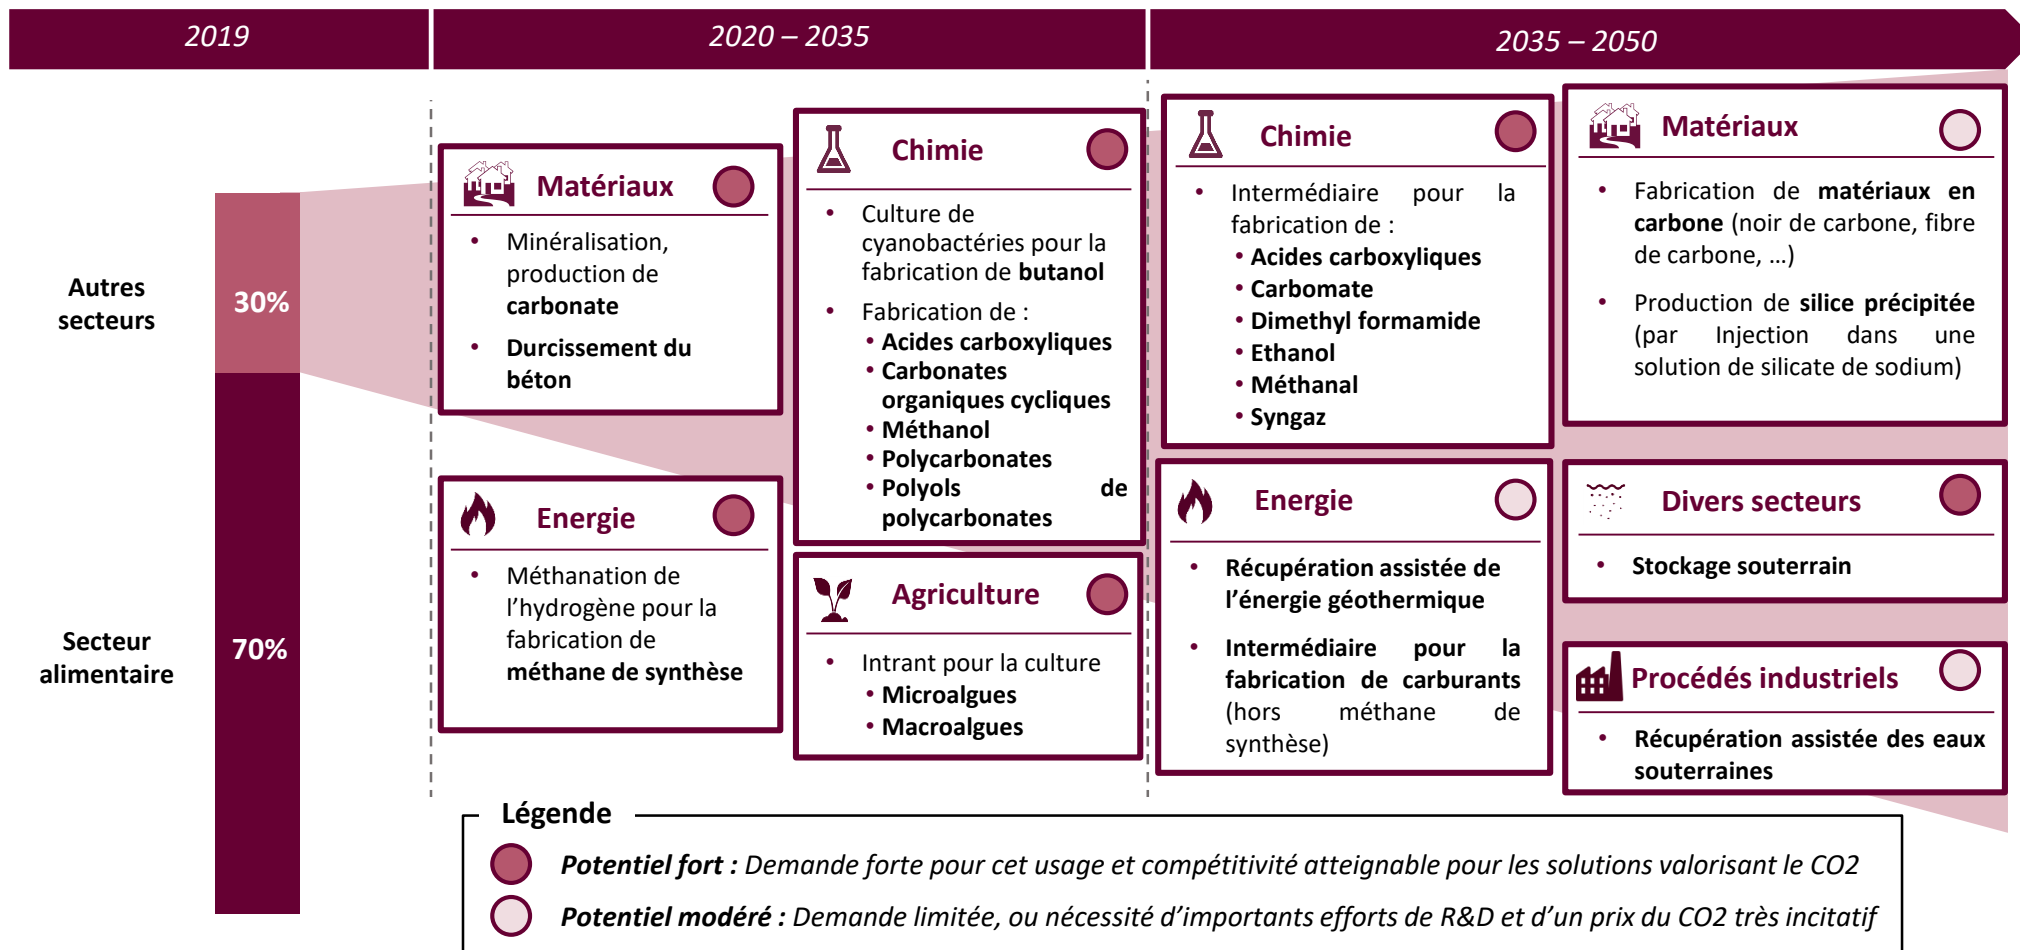 2019
2020 – 2035
2035 – 2050
Autres
secteurs
30%
Secteur
alimentaire
70%
Matériaux
• Minéralisation,
production de
carbonate
• Durcissement du
béton
Energie
• Méthanation de
l’hydrogène pour la
fabrication de
méthane de synthèse
Chimie
• Culture de
cyanobactéries pour la
fabrication de butanol
• Fabrication de :
• Acides carboxyliques
• Carbonates
organiques cycliques
• Méthanol
• Polycarbonates
• Polyols de
polycarbonates
Agriculture
• Intrant pour la culture
• Microalgues
• Macroalgues
Chimie
• Intermédiaire pour la
fabrication de :
• Acides carboxyliques
• Carbomate
• Dimethyl formamide
• Ethanol
• Méthanal
• Syngaz
Energie
• Récupération assistée de
l’énergie géothermique
• Intermédiaire pour la
fabrication de carburants
(hors méthane de
synthèse)
Matériaux
• Fabrication de matériaux en
carbone (noir de carbone, fibre
de carbone, …)
• Production de silice précipitée
(par Injection dans une
solution de silicate de sodium)
Divers secteurs
• Stockage souterrain
Procédés industriels
• Récupération assistée des eaux
souterraines
Légende
Potentiel fort : Demande forte pour cet usage et compétitivité atteignable pour les solutions valorisant le CO2
Potentiel modéré : Demande limitée, ou nécessité d’importants efforts de R&D et d’un prix du CO2 très incitatif